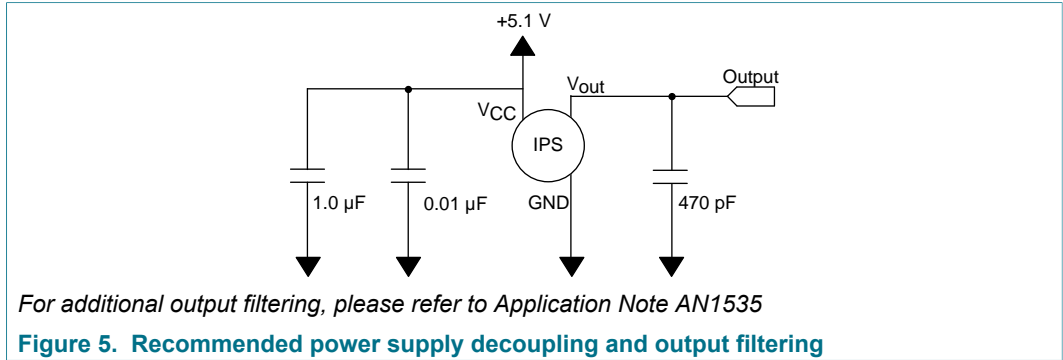 +5.1 V
Vout
Output
VCC
IPS
1.0 µF
0.01 µF
GND
470 pF
For additional output filtering, please refer to Application Note AN1535
Figure 5. Recommended power supply decoupling and output filtering